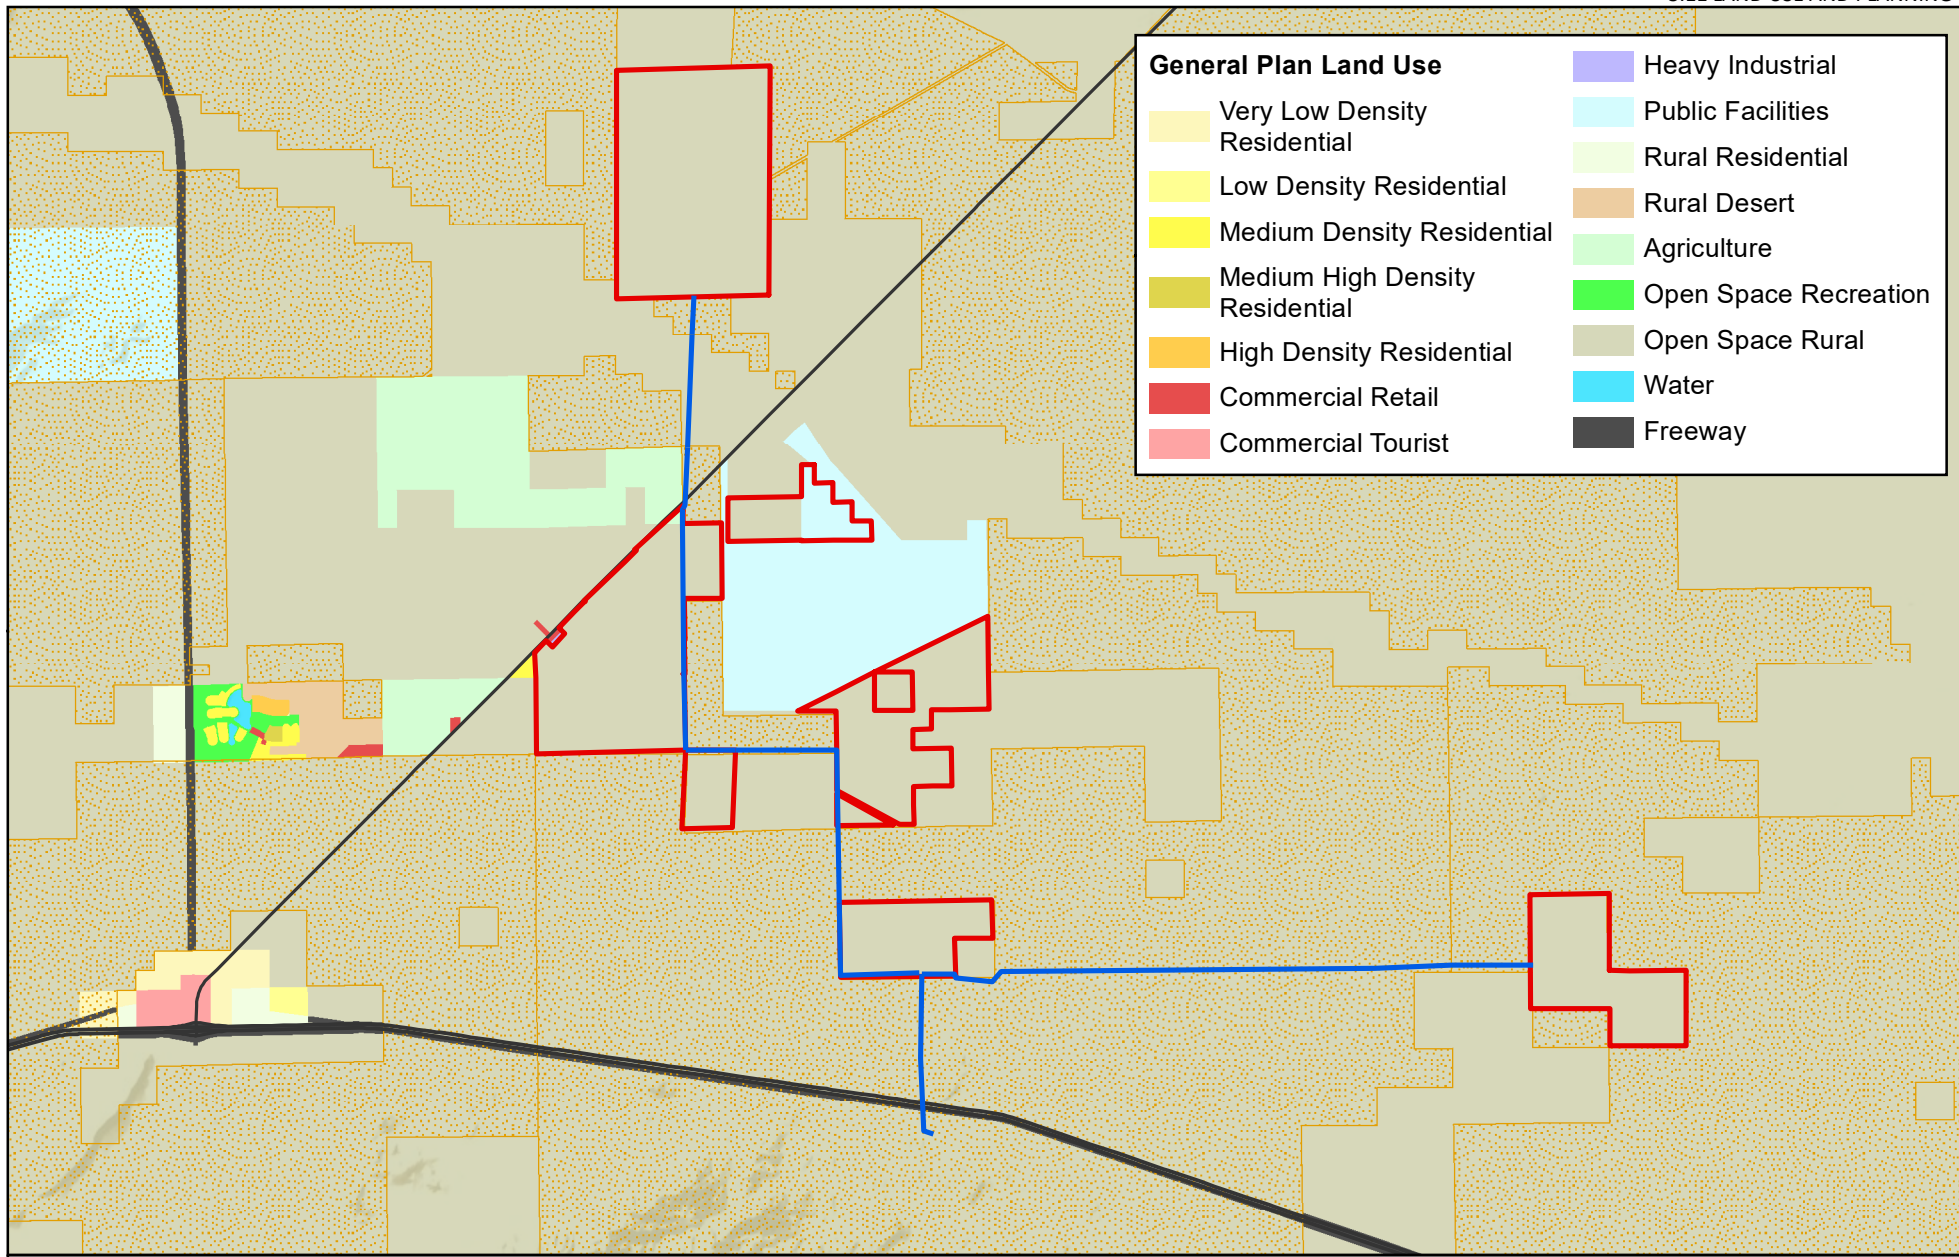 General Plan Land Use
Very Low Density
Residential
Low Density Residential
Medium Density Residential
Medium High Density
Residential
High Density Residential
Commercial Retail
Commercial Tourist
Heavy Industrial
Public Facilities
Rural Residential
Rural Desert
Agriculture
Open Space Recreation
Open Space Rural
Water
Freeway